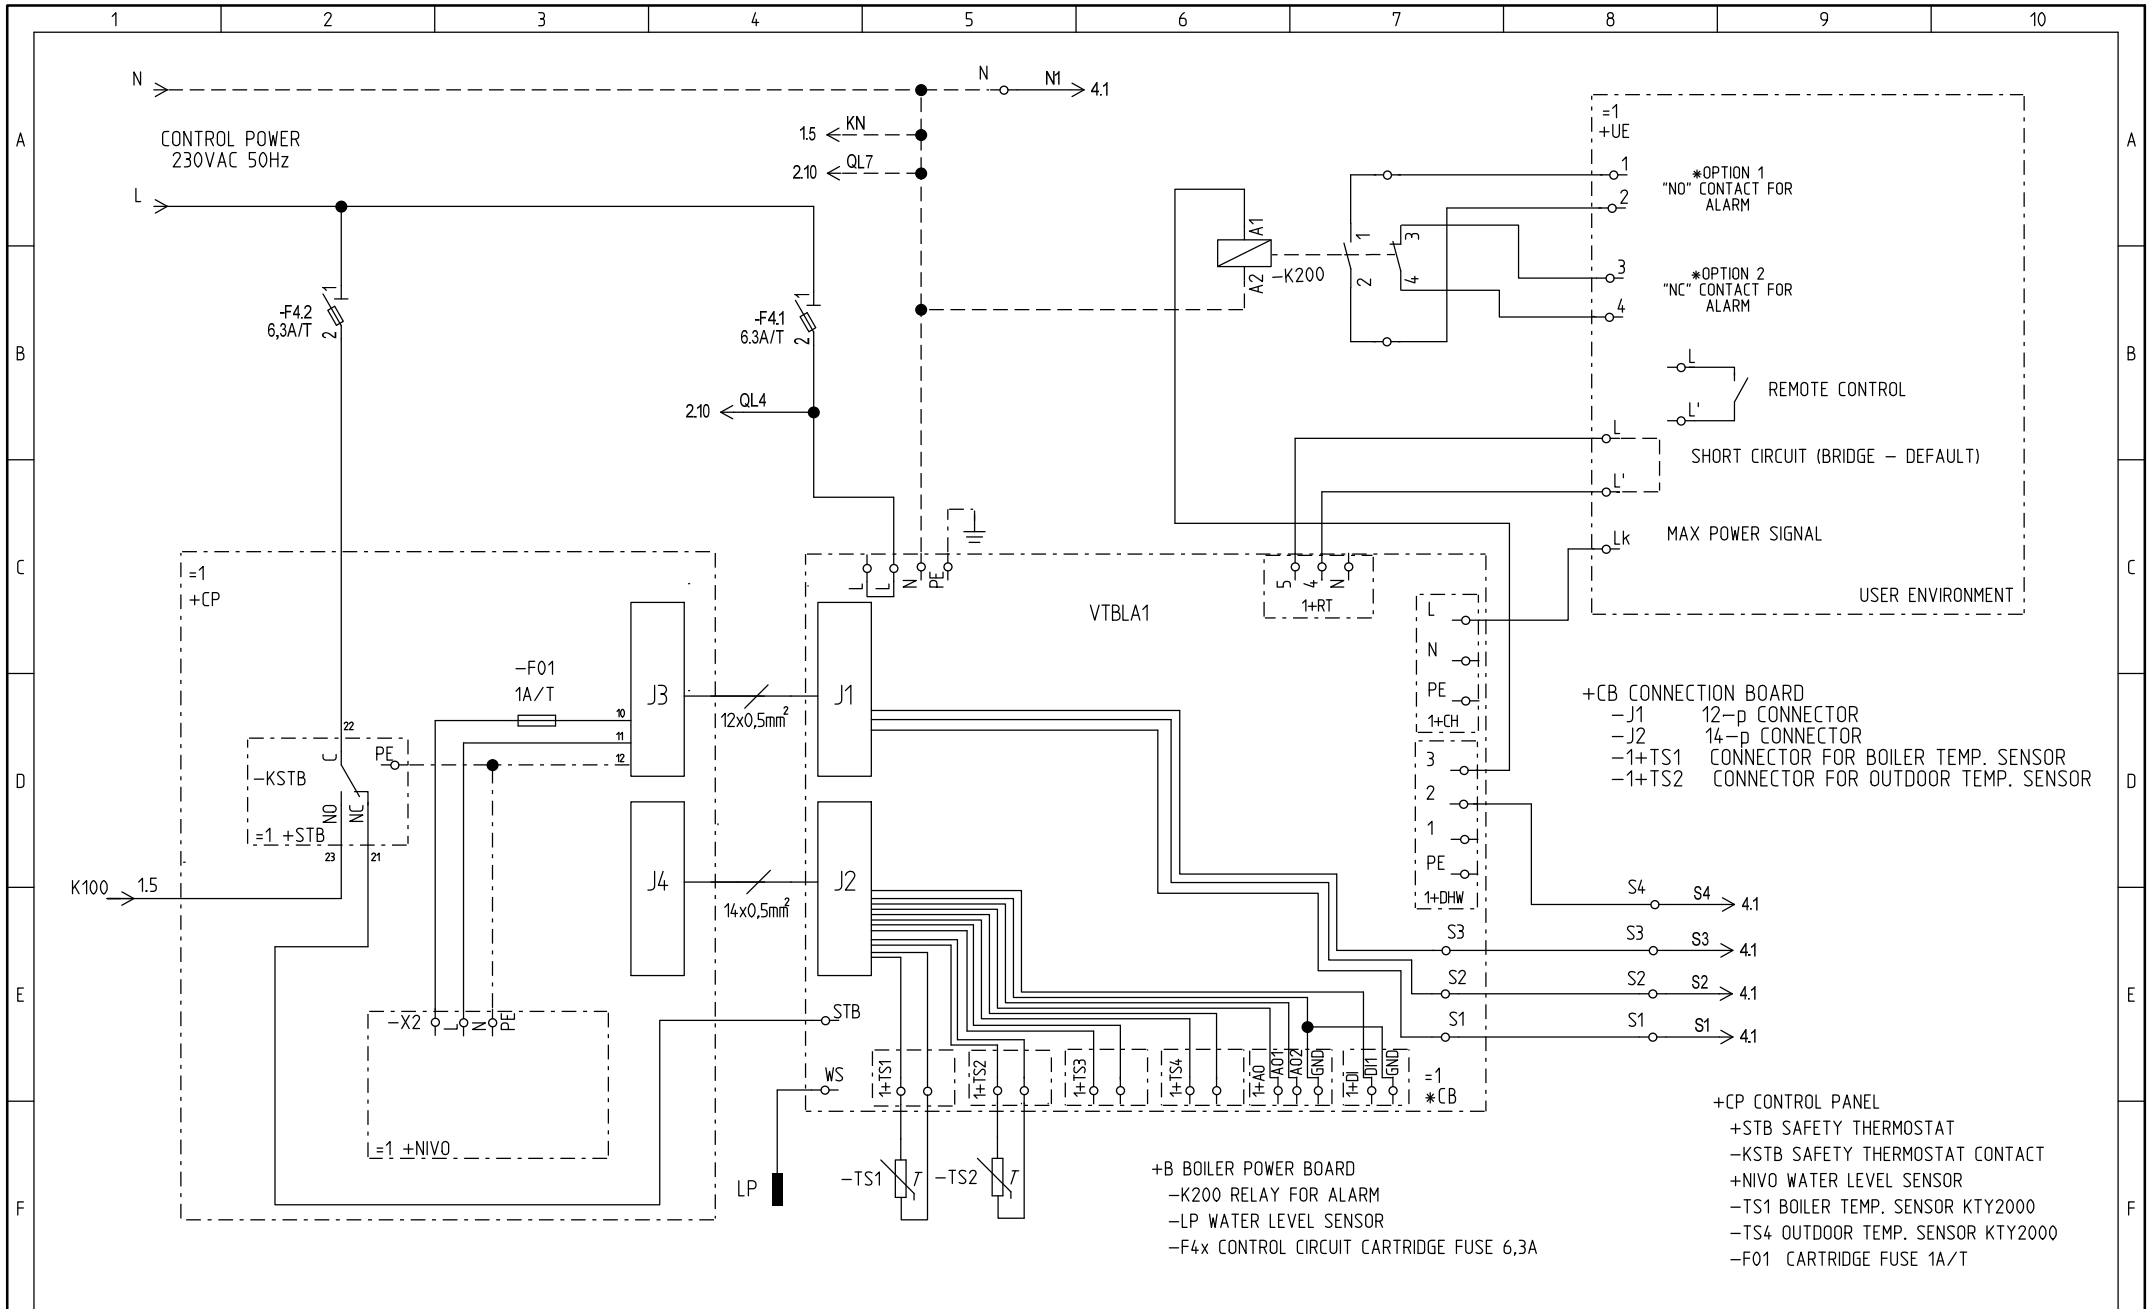 1 2 3 4 5 6 7 8 9 10
A
B
C
D
E
F
A
B
C
D
E
F
N
N
N1
4.1
1.5
KN
2.10
QL7
CONTROL POWER
230VAC 50Hz
L
-F4.2
6,3A/T
1
2
-F4.1
6.3A/T
1
2
2.10
QL4
A1
A2
-K200
1
2
3
4
=1
+UE
1
2
*OPTION 1
"NO" CONTACT FOR
ALARM
3
4
*OPTION 2
"NC" CONTACT FOR
ALARM
L
L'
REMOTE CONTROL
L
L'
SHORT CIRCUIT (BRIDGE - DEFAULT)
Lk
MAX POWER SIGNAL
USER ENVIRONMENT
=1
+CP
-F01
1A/T
J3
10
11
12
12x0,5mm²
J1
22
C
PE
-KSTB
NO
NC
=1 +STB
23
21
K100
1.5
J4
14x0,5mm²
J2
-X2
L
N
PE
=1 +NIVO
L
L
N
PE
VTBLA1
5
4
N
1+RT
L
N
PE
1+CH
3
2
1
PE
1+DHW
S3
S2
S1
S4
S4
4.1
S3
S3
4.1
S2
S2
4.1
S1
S1
4.1
STB
WS
1+TS1
1+TS2
1+TS3
1+TS4
1+AO
AO1
AO2
GND
1+DI
DI1
GND
=1
*CB
LP
-TS1
T
-TS2
T
+CB CONNECTION BOARD
-J1 12-p CONNECTOR
-J2 14-p CONNECTOR
-1+TS1 CONNECTOR FOR BOILER TEMP. SENSOR
-1+TS2 CONNECTOR FOR OUTDOOR TEMP. SENSOR
+B BOILER POWER BOARD
-K200 RELAY FOR ALARM
-LP WATER LEVEL SENSOR
-F4x CONTROL CIRCUIT CARTRIDGE FUSE 6,3A
+CP CONTROL PANEL
+STB SAFETY THERMOSTAT
-KSTB SAFETY THERMOSTAT CONTACT
+NIVO WATER LEVEL SENSOR
-TS1 BOILER TEMP. SENSOR KTY2000
-TS4 OUTDOOR TEMP. SENSOR KTY2000
-F01 CARTRIDGE FUSE 1A/T